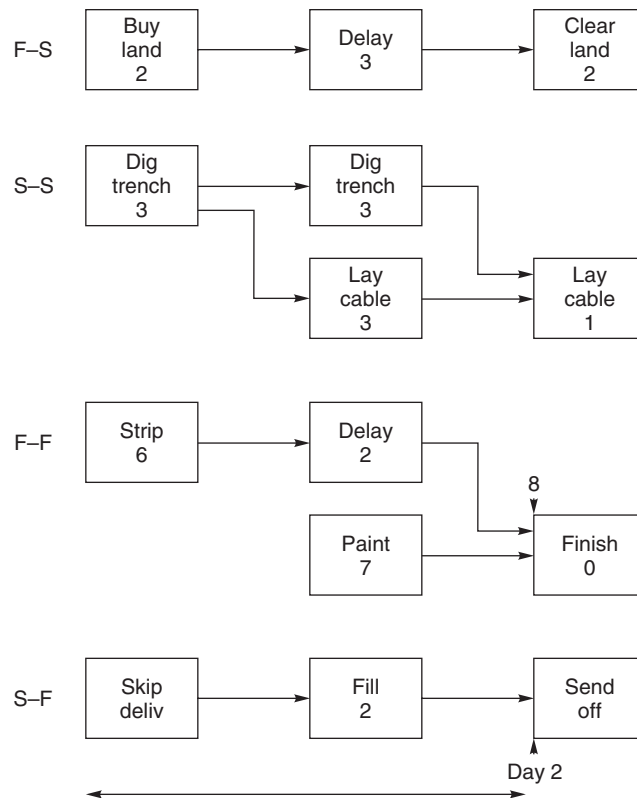 F–S
Buy
land
2
Delay
3
Clear
land
2
S–S
Dig
trench
3
Dig
trench
3
Lay
cable
3
Lay
cable
1
F–F
Strip
6
Delay
2
8
Paint
7
Finish
0
S–F
Skip
deliv
Fill
2
Send
off
Day 2